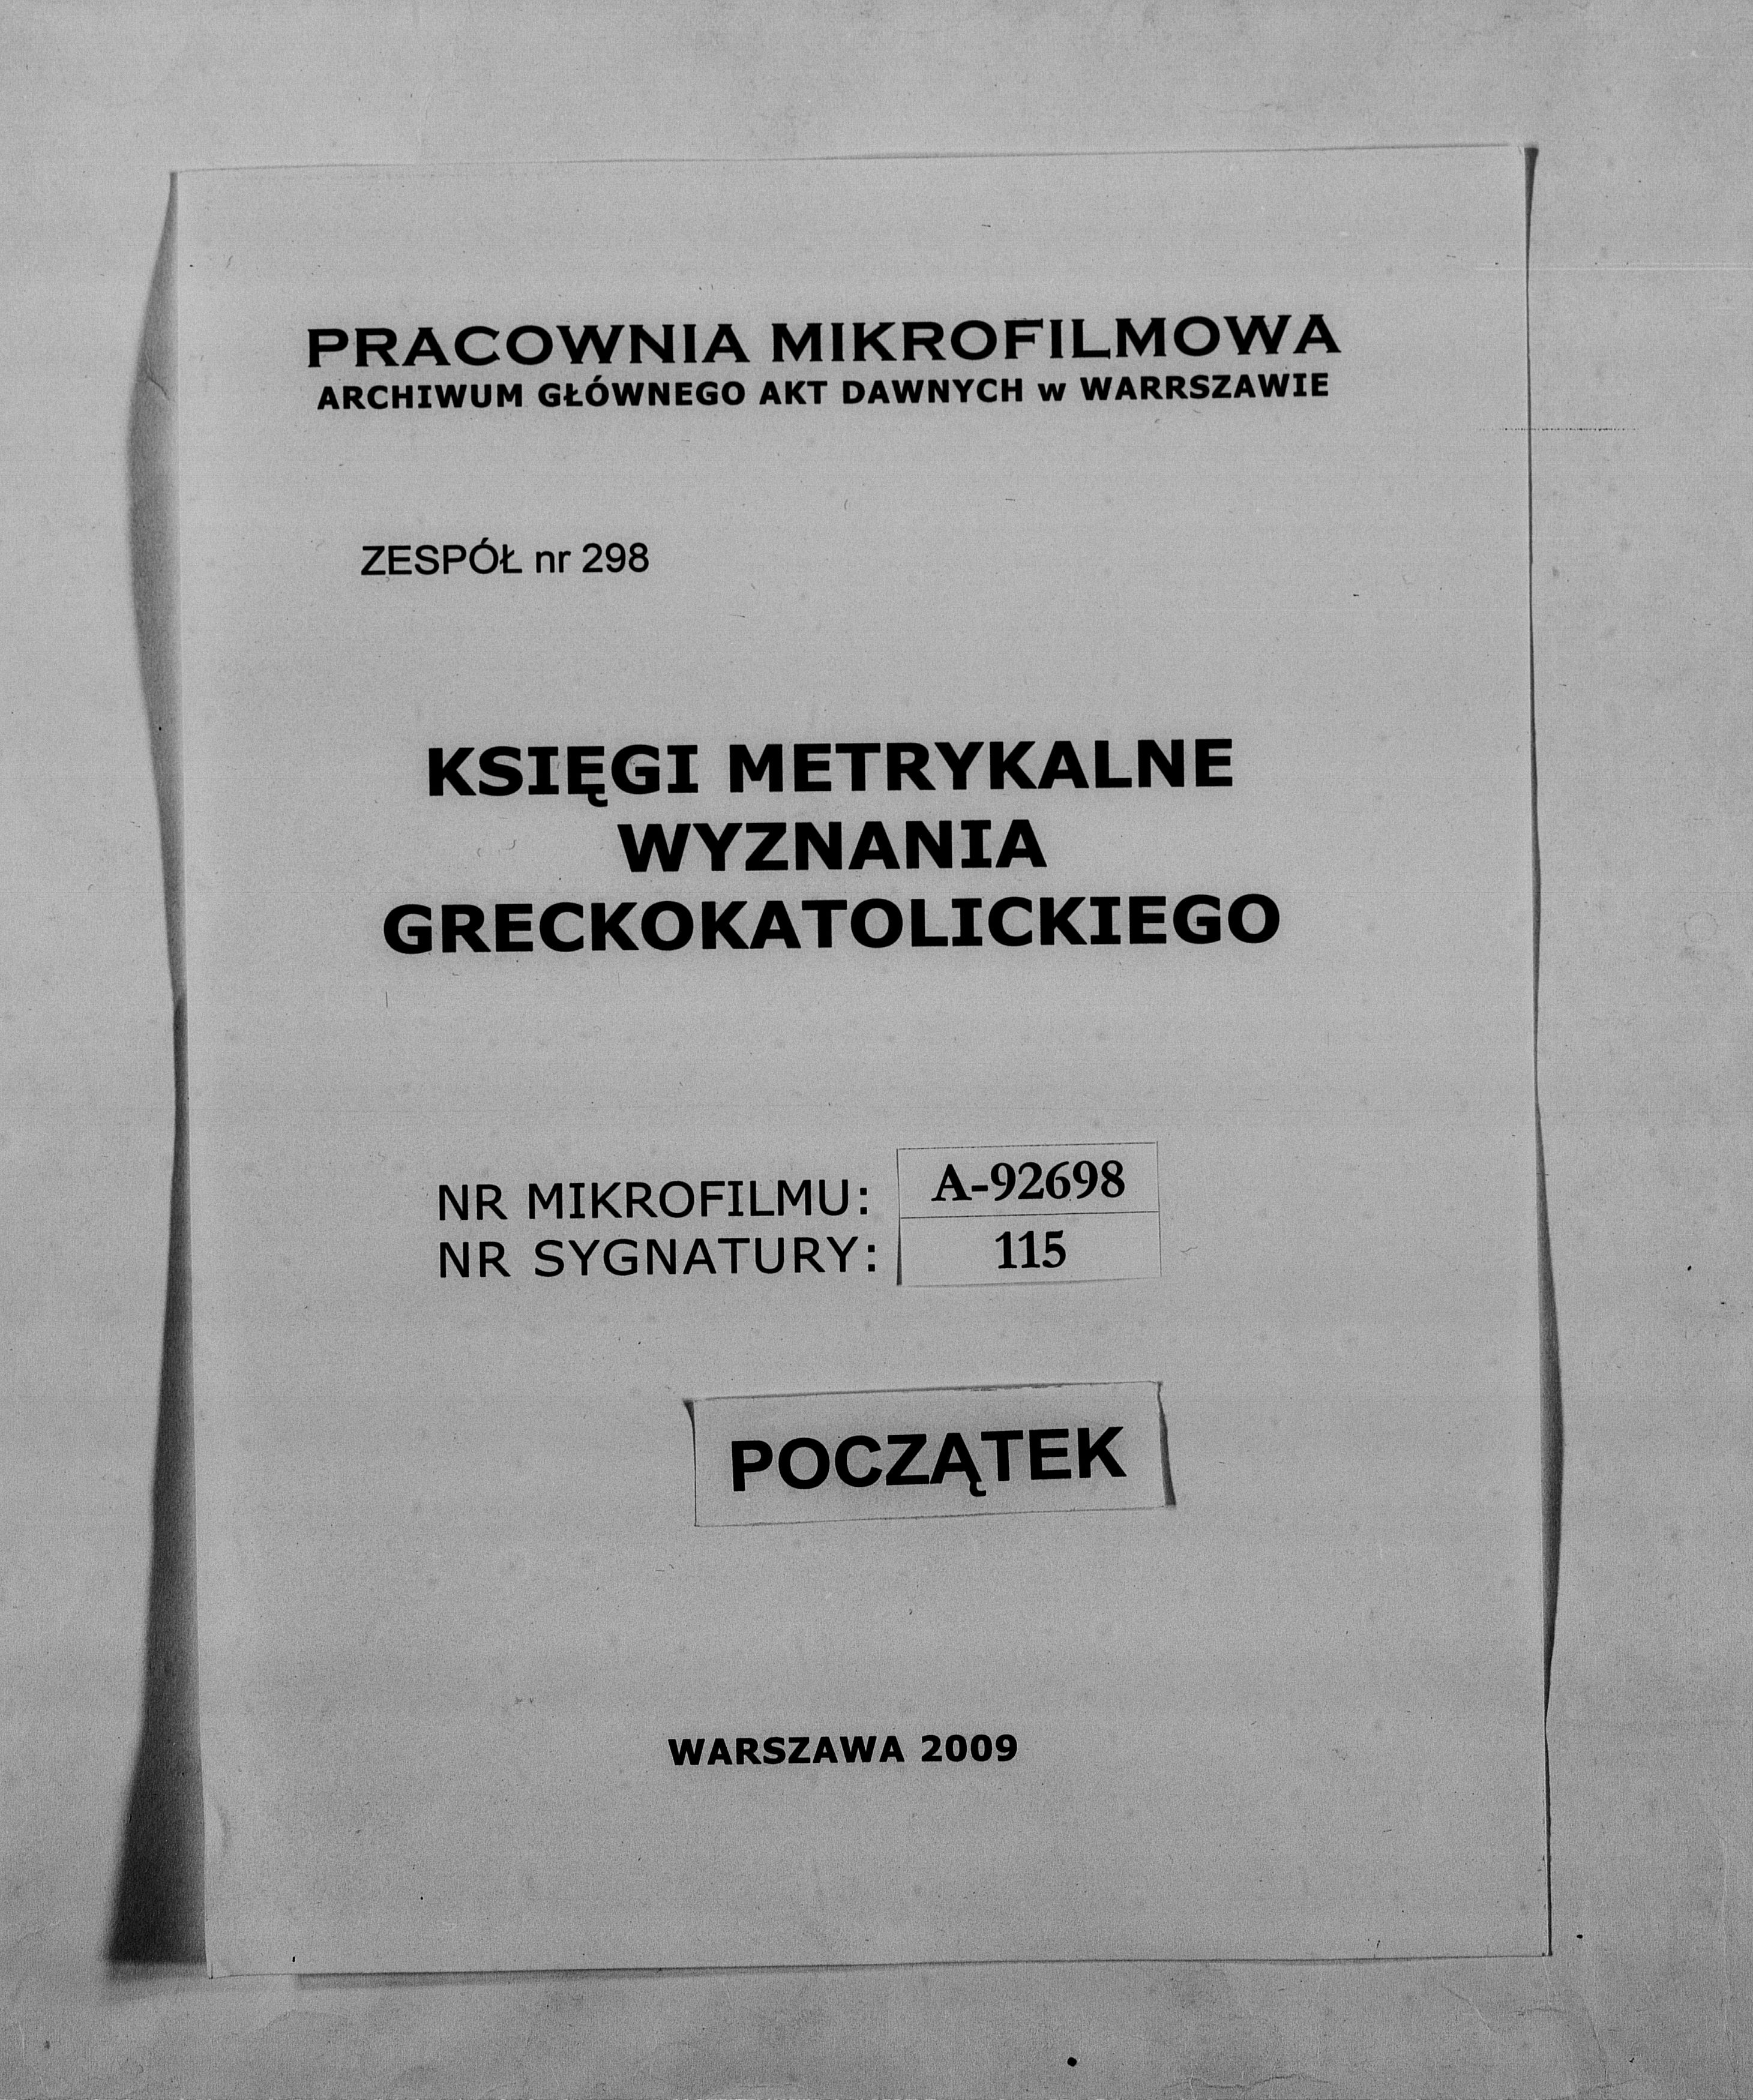 PRACOWNIA MIKROFILMOWA
ARCHIWUM GŁÓWNEGO AKT DAWNYCH w WARRSZAWIE
ZESPÓŁ nr 298
KSIĘGI METRYKALNE
WYZNANIA
GRECKOKATOLICKIEGO
NR MIKROFILMU: A-92698
NR SYGNATURY: 115
POCZĄTEK
WARSZAWA 2009